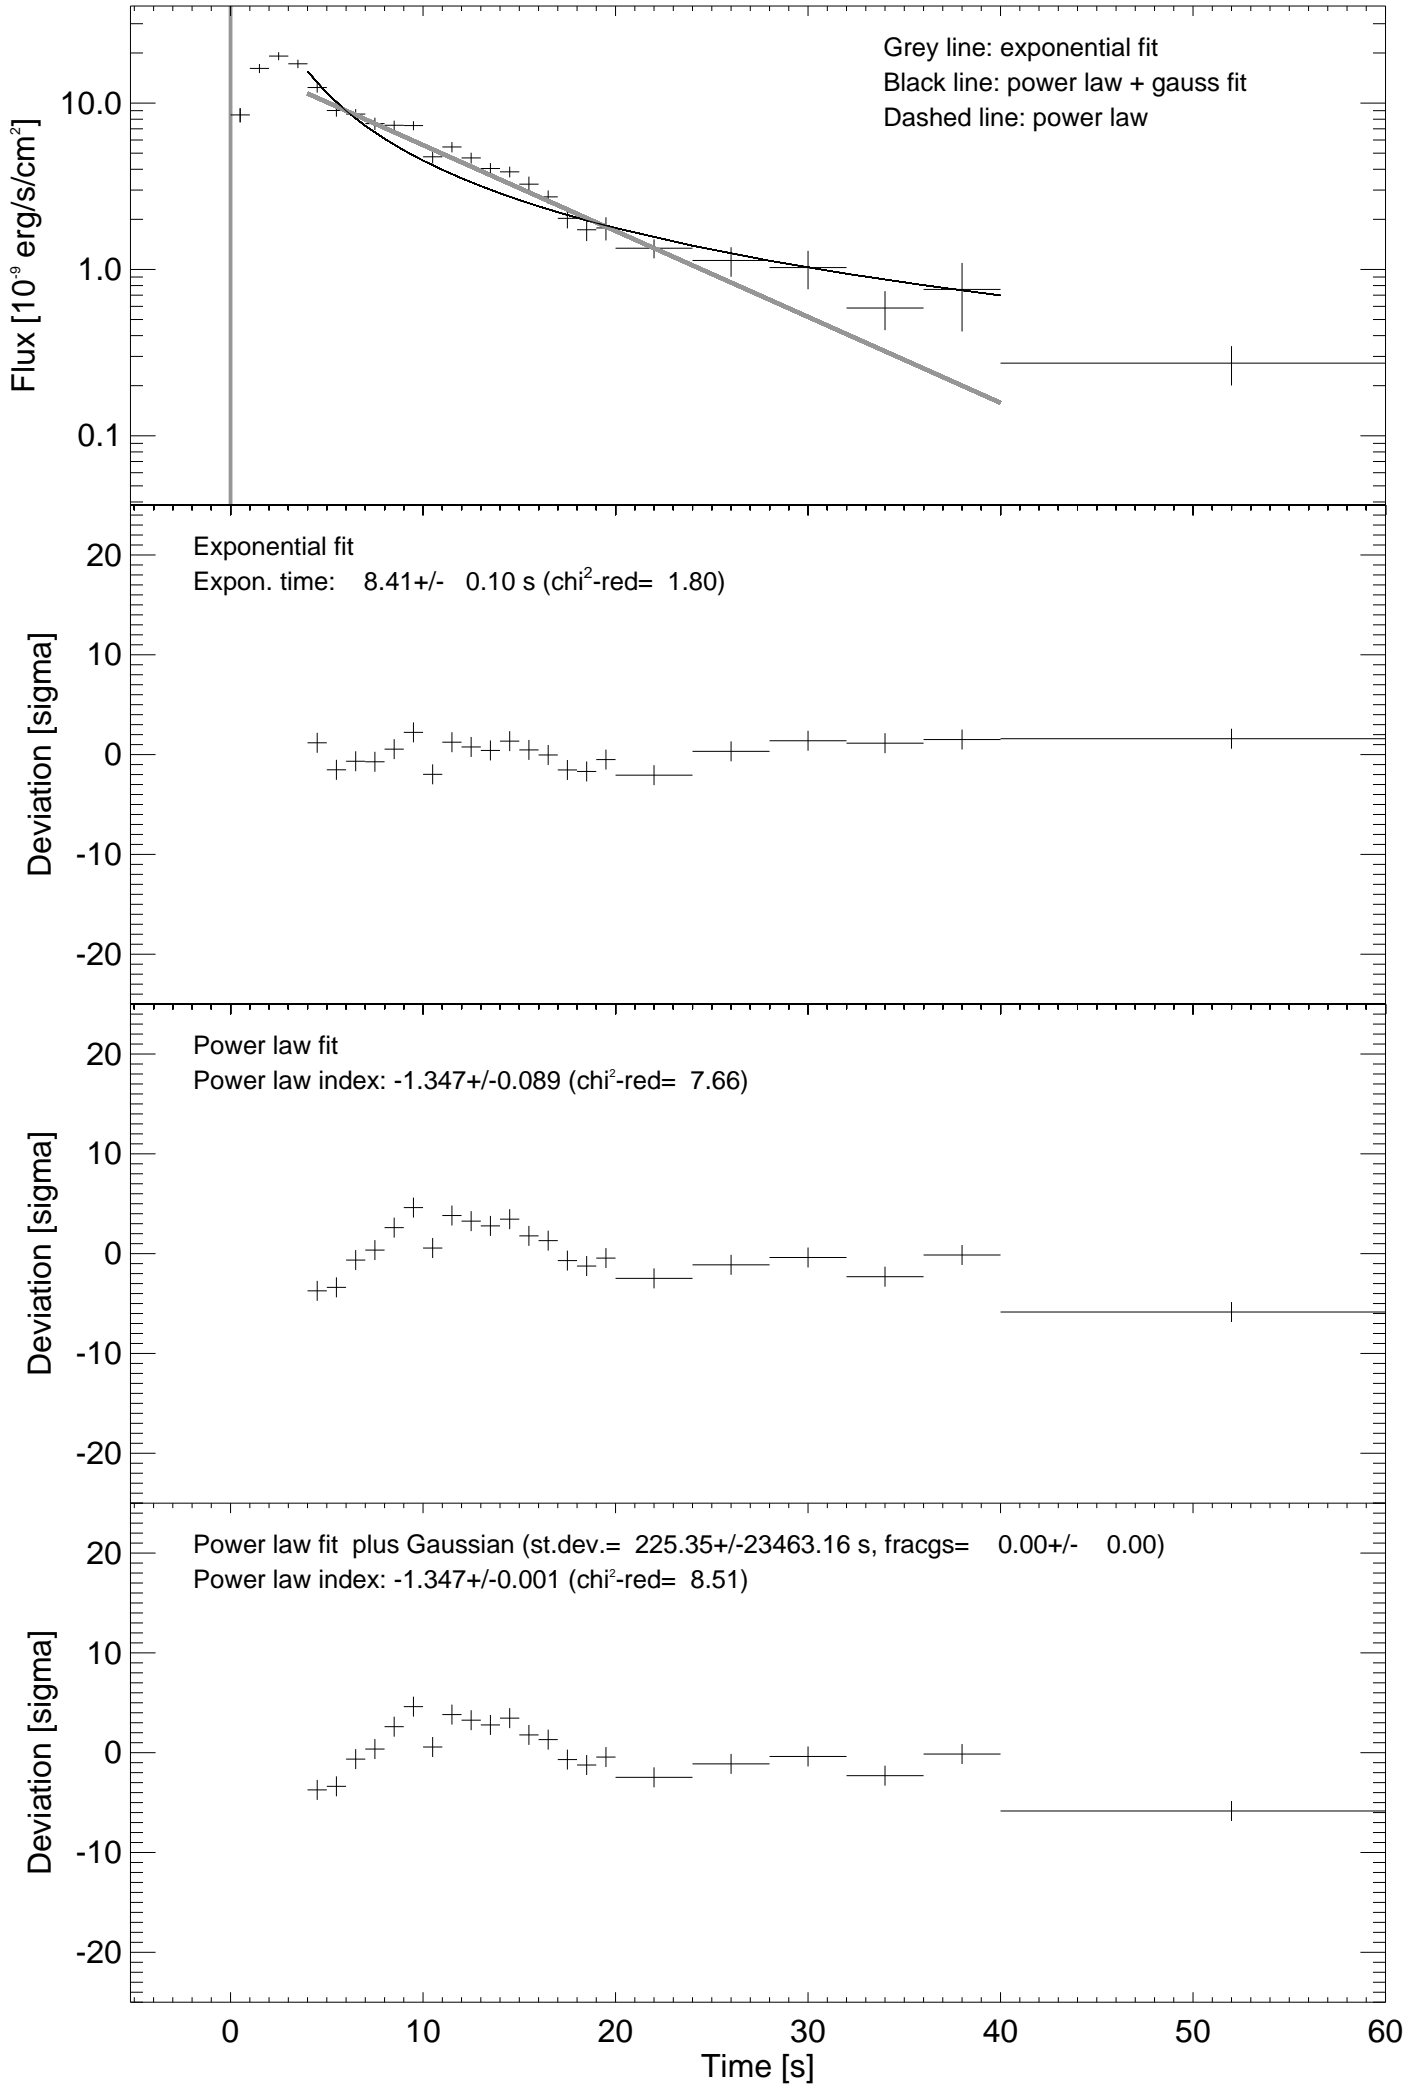 Grey line: exponential fit
Black line: power law + gauss fit
Dashed line: power law
10.0
1.0
0.1
Flux [10⁻⁹ erg/s/cm²]
Exponential fit
Expon. time: 8.41+/- 0.10 s (chi²-red= 1.80)
20
10
0
-10
-20
Deviation [sigma]
Power law fit
Power law index: -1.347+/-0.089 (chi²-red= 7.66)
20
10
0
-10
-20
Deviation [sigma]
Power law fit plus Gaussian (st.dev.= 225.35+/-23463.16 s, fracgs= 0.00+/- 0.00)
Power law index: -1.347+/-0.001 (chi²-red= 8.51)
20
10
0
-10
-20
Deviation [sigma]
0 10 20 30 40 50 60
Time [s]